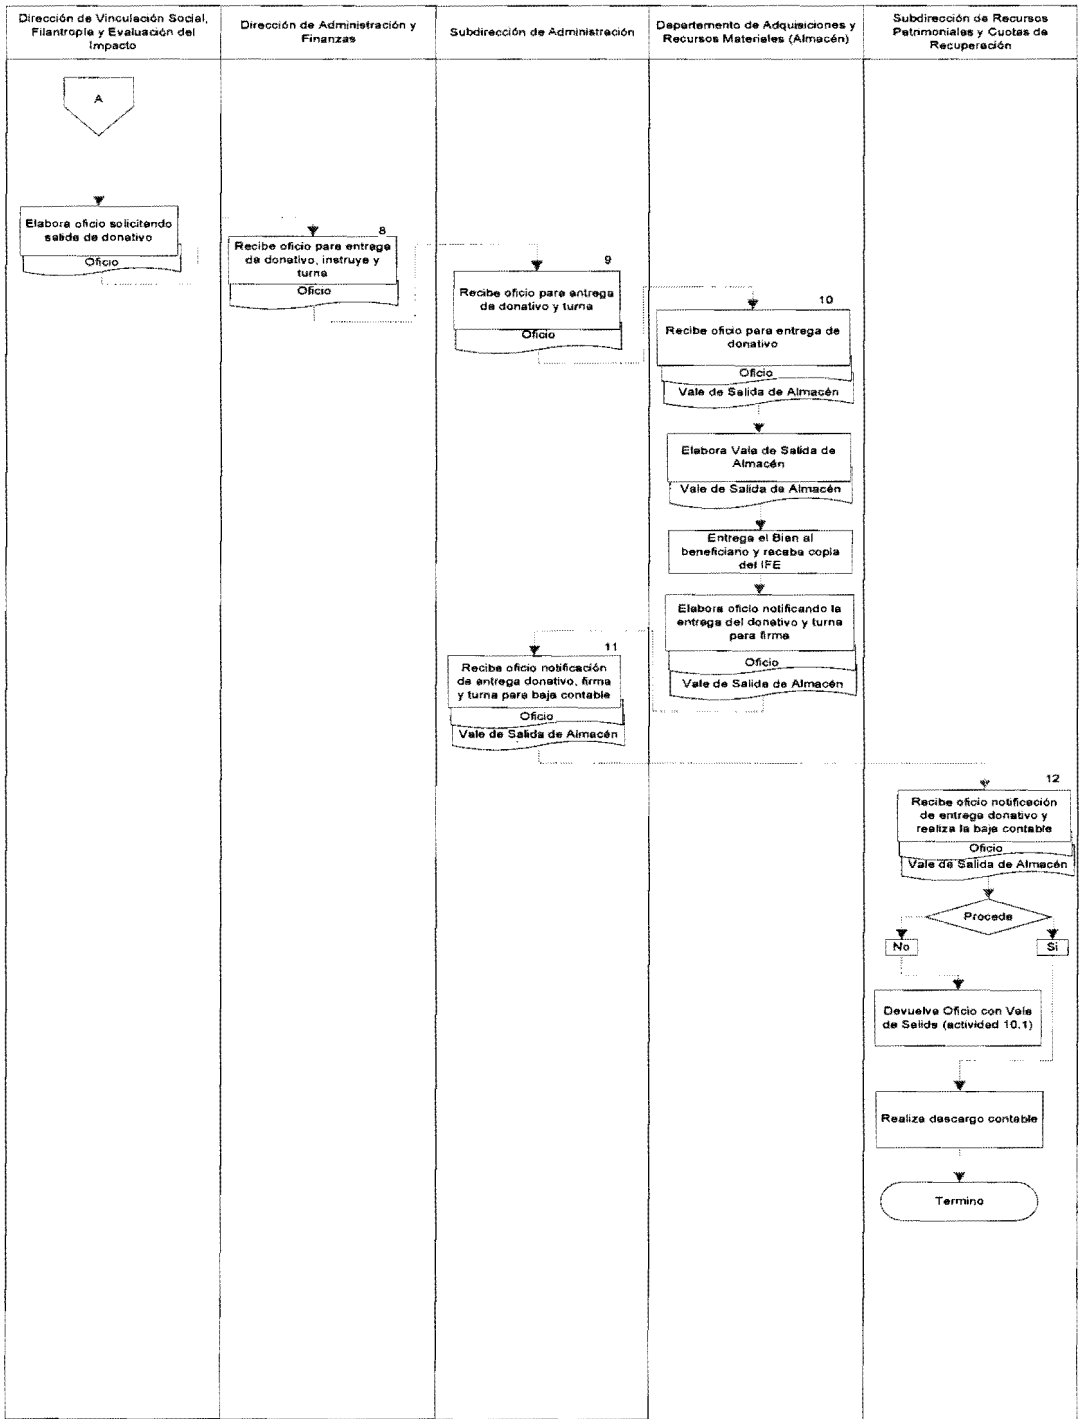 Dirección de Vinculación Social,
Filantropía y Evaluación del
Impacto
Dirección de Administración y
Finanzas
Subdirección de Administración
Departamento de Adquisiciones y
Recursos Materiales (Almacén)
Subdirección de Recursos
Patrimoniales y Cuotas de
Recuperación
A
Elabora oficio solicitando
salida de donativo
Oficio
8
Recibe oficio para entrega
de donativo, instruye y
turna
Oficio
9
Recibe oficio para entrega
de donativo y turna
Oficio
10
Recibe oficio para entrega de
donativo
Oficio
Vale de Salida de Almacén
Elabora Vale de Salida de
Almacén
Vale de Salida de Almacén
Entrega el Bien al
beneficiario y recaba copia
del IFE
Elabora oficio notificando la
entrega del donativo y turna
para firma
Oficio
Vale de Salida de Almacén
11
Recibe oficio notificación
de entrega donativo, firma
y turna para baja contable
Oficio
Vale de Salida de Almacén
12
Recibe oficio notificación
de entrega donativo y
realiza la baja contable
Oficio
Vale de Salida de Almacén
Procede
No
Si
Devuelve Oficio con Vale
de Salida (actividad 10.1)
Realiza descargo contable
Termino